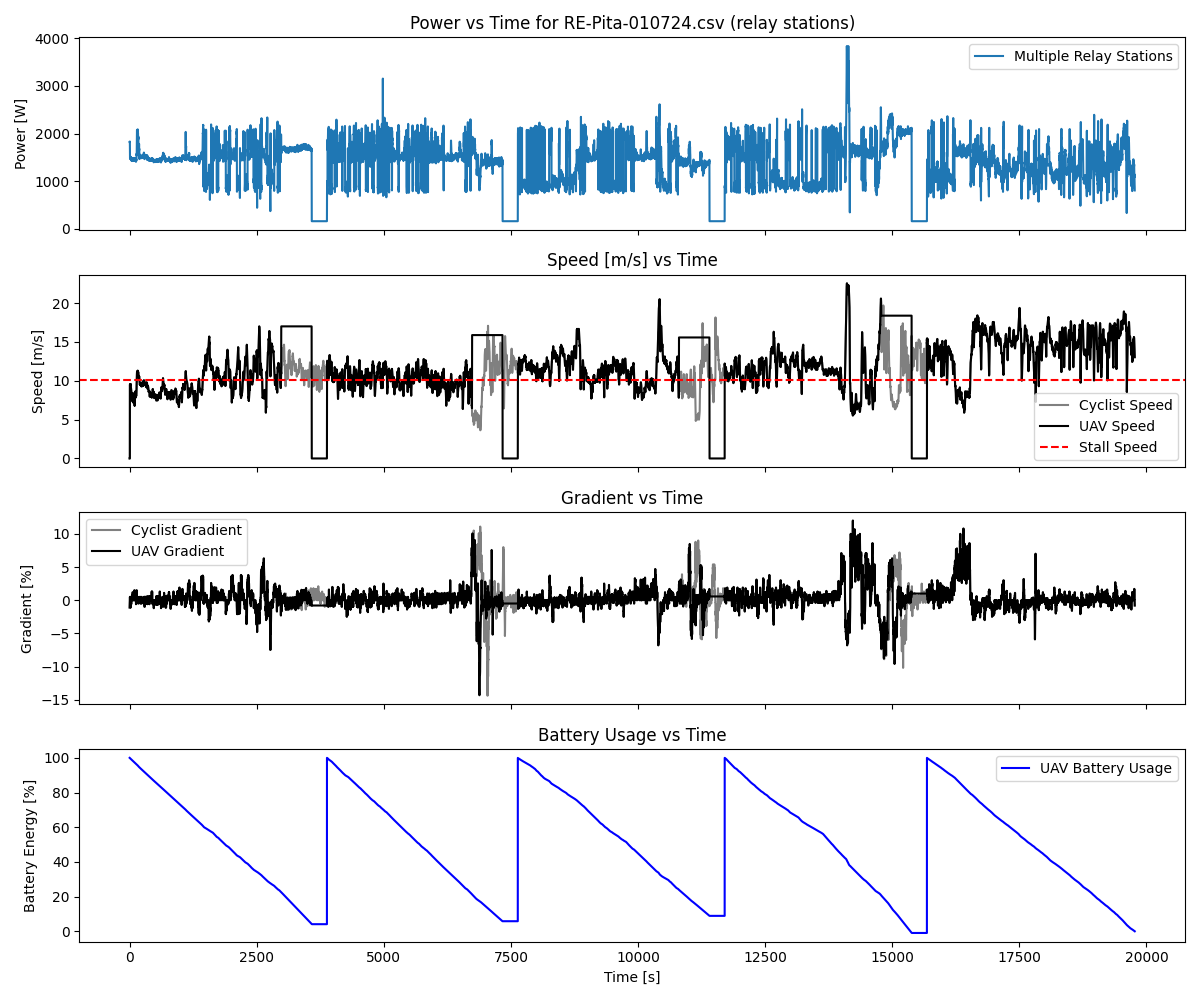 Power vs Time for RE-Pita-010724.csv (relay stations)
4000
3000
2000
1000
0
Power [W]
Multiple Relay Stations
Speed [m/s] vs Time
20
15
10
5
0
Speed [m/s]
Cyclist Speed
UAV Speed
Stall Speed
Gradient vs Time
10
5
0
−5
−10
−15
Gradient [%]
Cyclist Gradient
UAV Gradient
Battery Usage vs Time
100
80
60
40
20
0
Battery Energy [%]
UAV Battery Usage
0 2500 5000 7500 10000 12500 15000 17500 20000
Time [s]